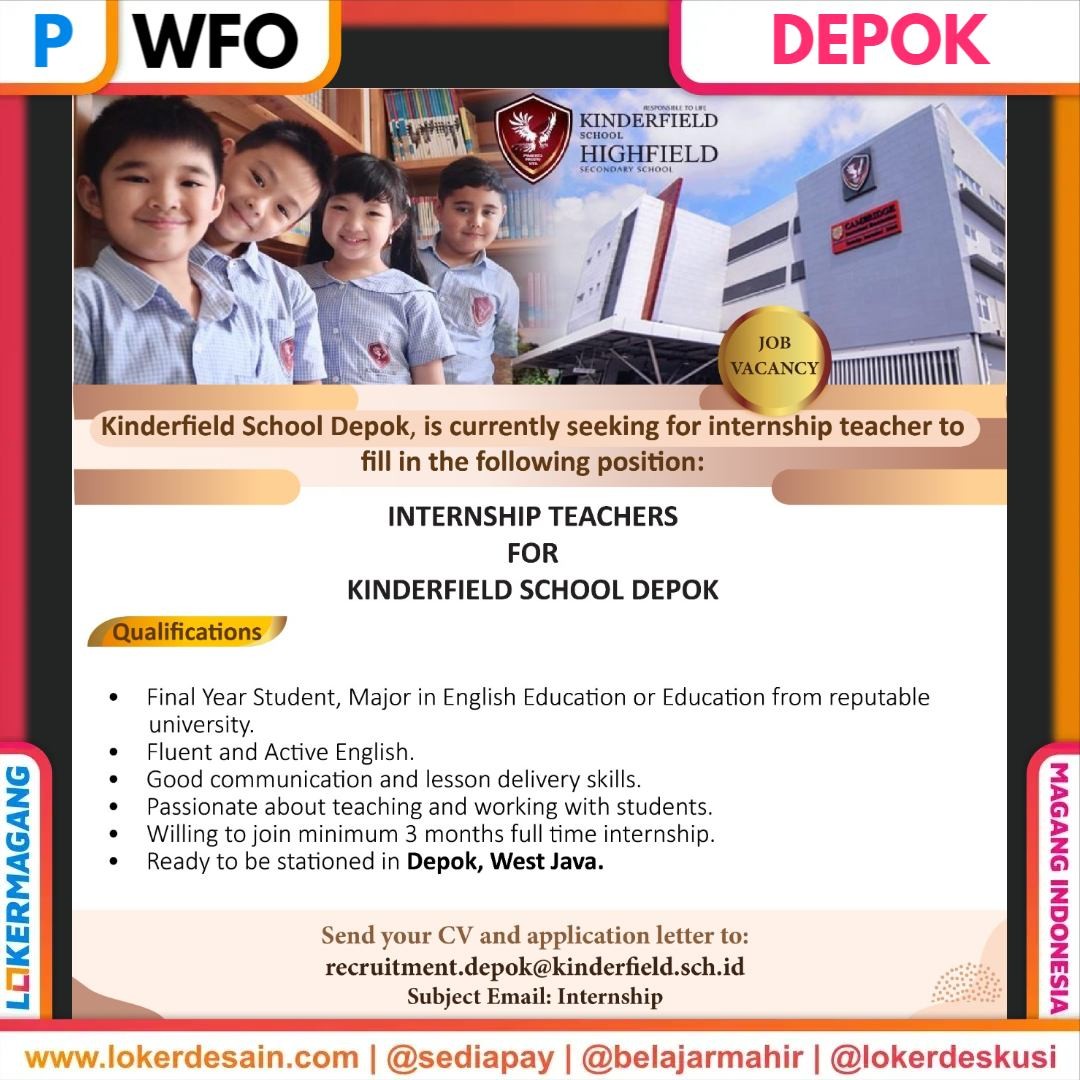 P
WFO
DEPOK
RESPONSIBLE TO LIFE
KINDERFIELD
SCHOOL
HIGHFIELD
SECONDARY SCHOOL
CAMBRIDGE
JOB
VACANCY
Kinderfield School Depok, is currently seeking for internship teacher to
fill in the following position:
INTERNSHIP TEACHERS
FOR
KINDERFIELD SCHOOL DEPOK
Qualifications
• Final Year Student, Major in English Education or Education from reputable
university.
• Fluent and Active English.
• Good communication and lesson delivery skills.
• Passionate about teaching and working with students.
• Willing to join minimum 3 months full time internship.
• Ready to be stationed in Depok, West Java.
LOKERMAGANG
MAGANG INDONESIA
Send your CV and application letter to:
recruitment.depok@kinderfield.sch.id
Subject Email: Internship
www.lokerdesain.com | @sediapay | @belajarmahir | @lokerdeskusi